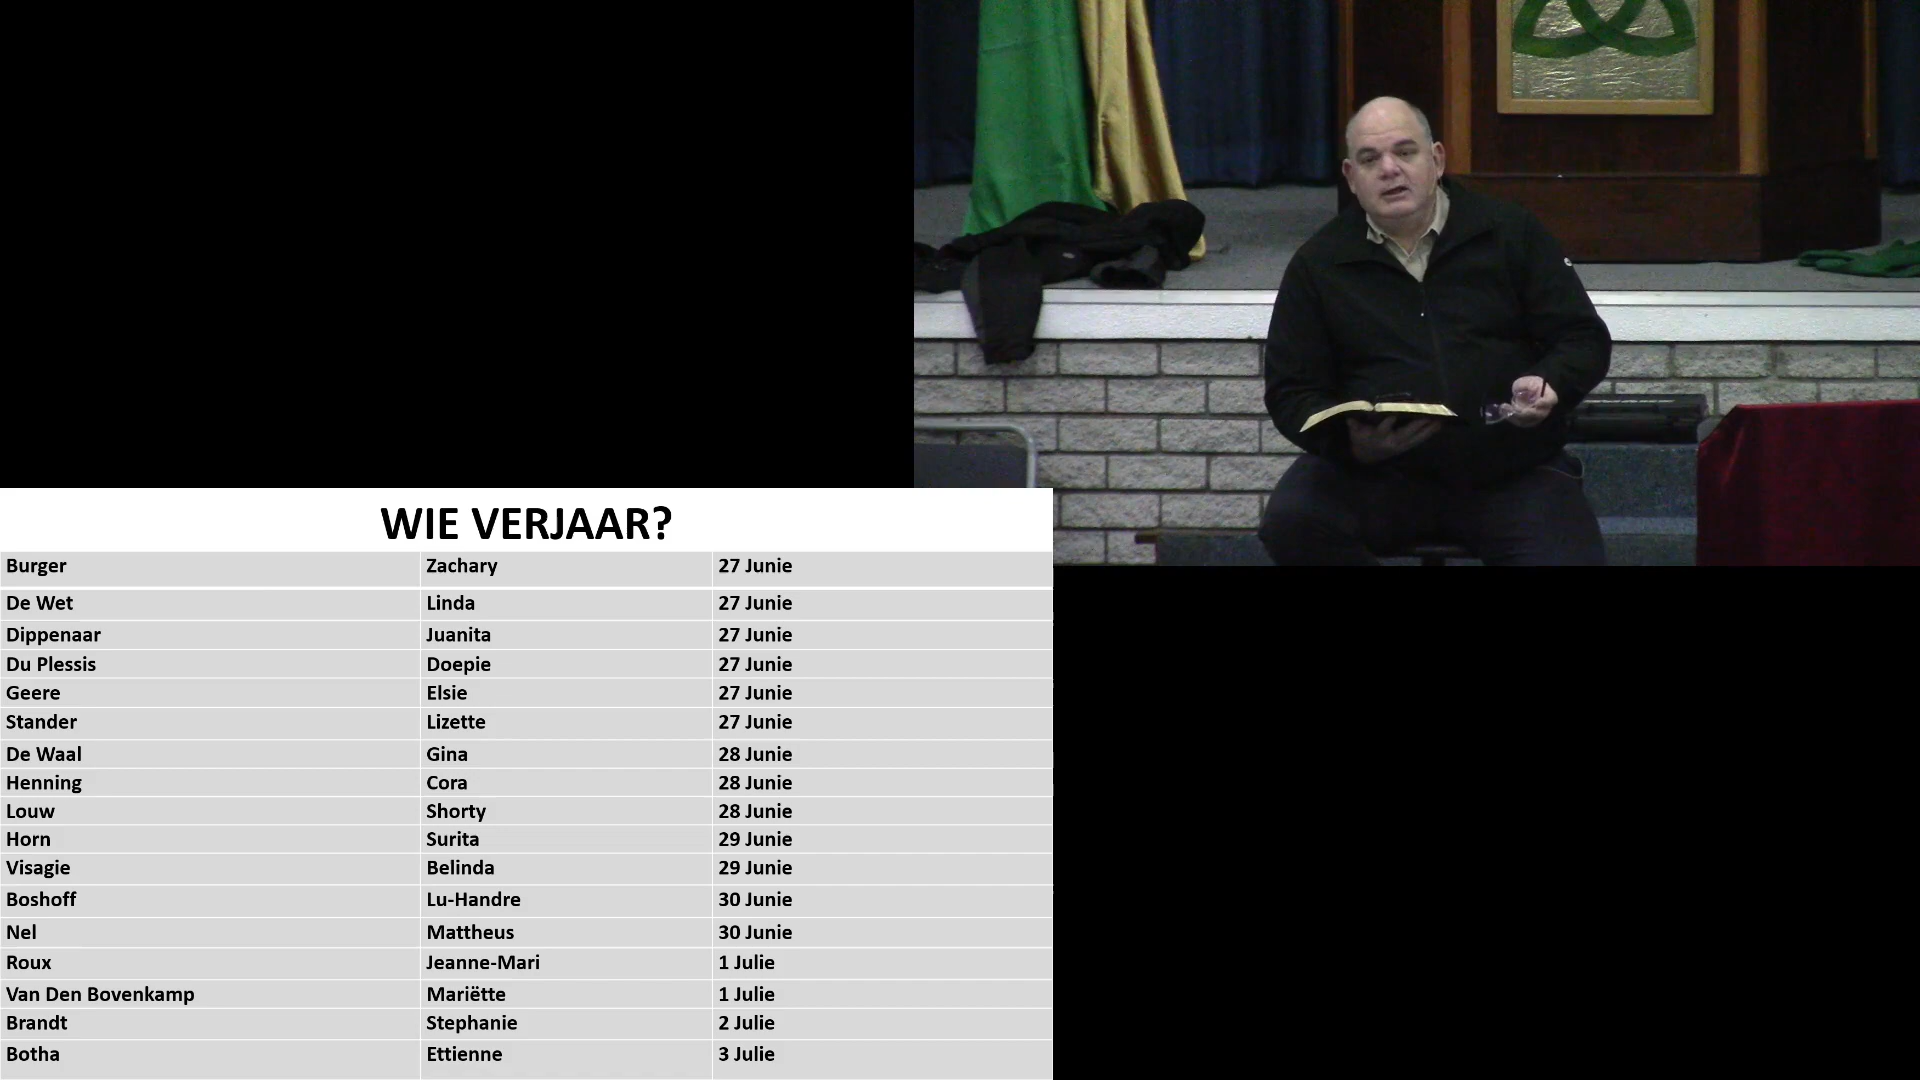 WIE VERJAAR?
Burger Zachary 27 Junie
De Wet Linda 27 Junie
Dippenaar Juanita 27 Junie
Du Plessis Doepie 27 Junie
Geere Elsie 27 Junie
Stander Lizette 27 Junie
De Waal Gina 28 Junie
Henning Cora 28 Junie
Louw Shorty 28 Junie
Horn Surita 29 Junie
Visagie Belinda 29 Junie
Boshoff Lu-Handre 30 Junie
Nel Mattheus 30 Junie
Roux Jeanne-Mari 1 Julie
Van Den Bovenkamp Mariëtte 1 Julie
Brandt Stephanie 2 Julie
Botha Ettienne 3 Julie